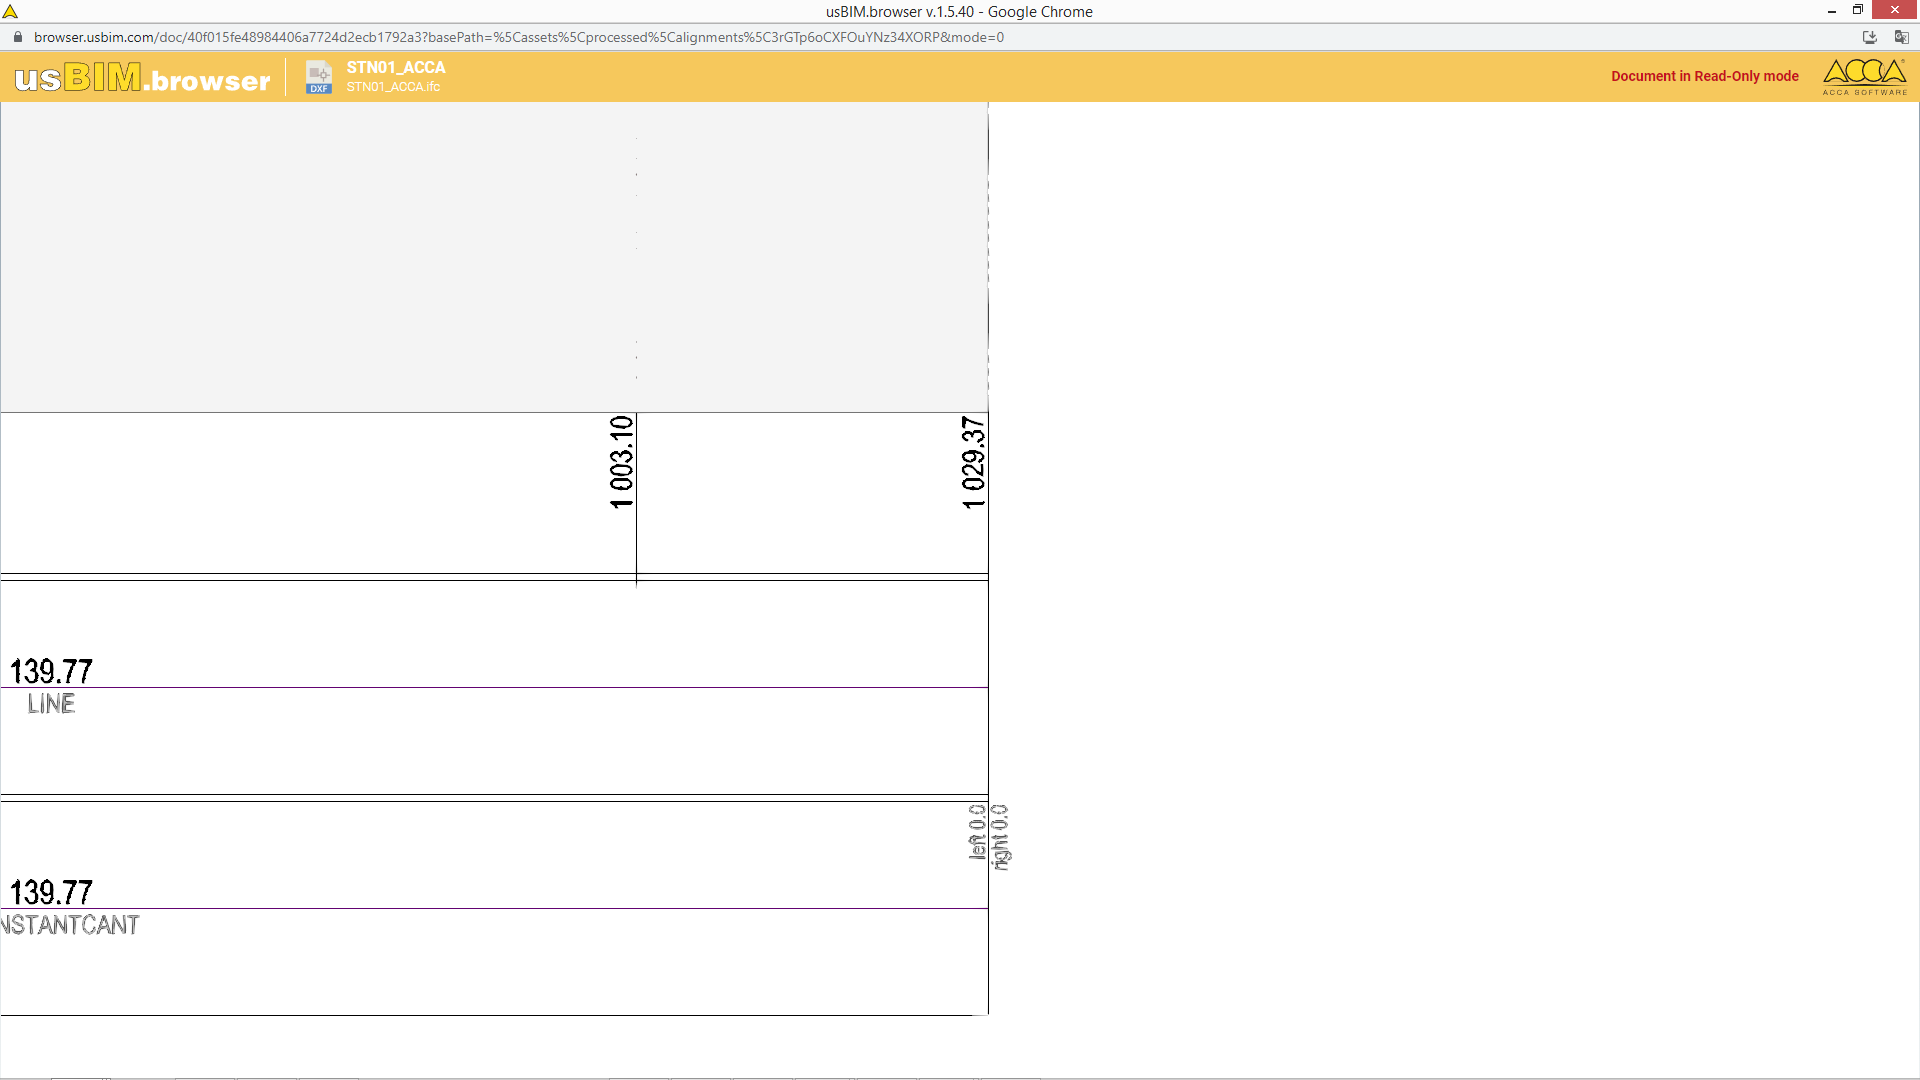 usBIM.browser v.1.5.40 - Google Chrome
browser.usbim.com/doc/40f015fe48984406a7724d2ecb1792a3?basePath=%5Cassets%5Cprocessed%5Calignments%5C3rGTp6oCXFOuYNz34XORP&mode=0
usBIM.browser
DXF
STN01_ACCA
STN01_ACCA.ifc
Document in Read-Only mode
ACCA
ACCA SOFTWARE
1 003.10
1 029.37
139.77
LINE
left 0.0
right 0.0
139.77
NSTANTCANT